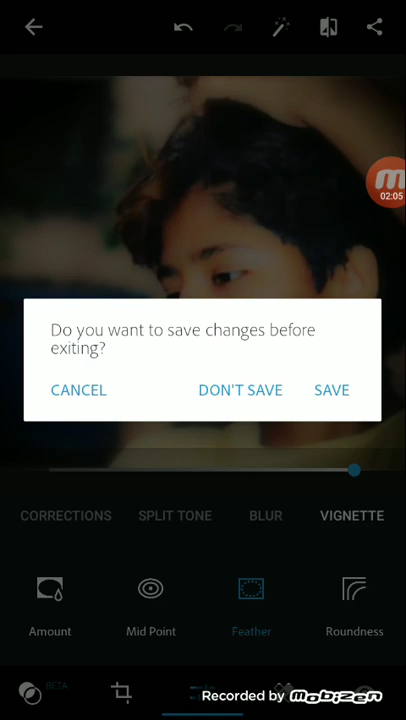 02:05
Do you want to save changes before
exiting?
CANCEL DON'T SAVE SAVE
CORRECTIONS SPLIT TONE BLUR VIGNETTE
Amount Mid Point Feather Roundness
BETA
Recorded by mobizen